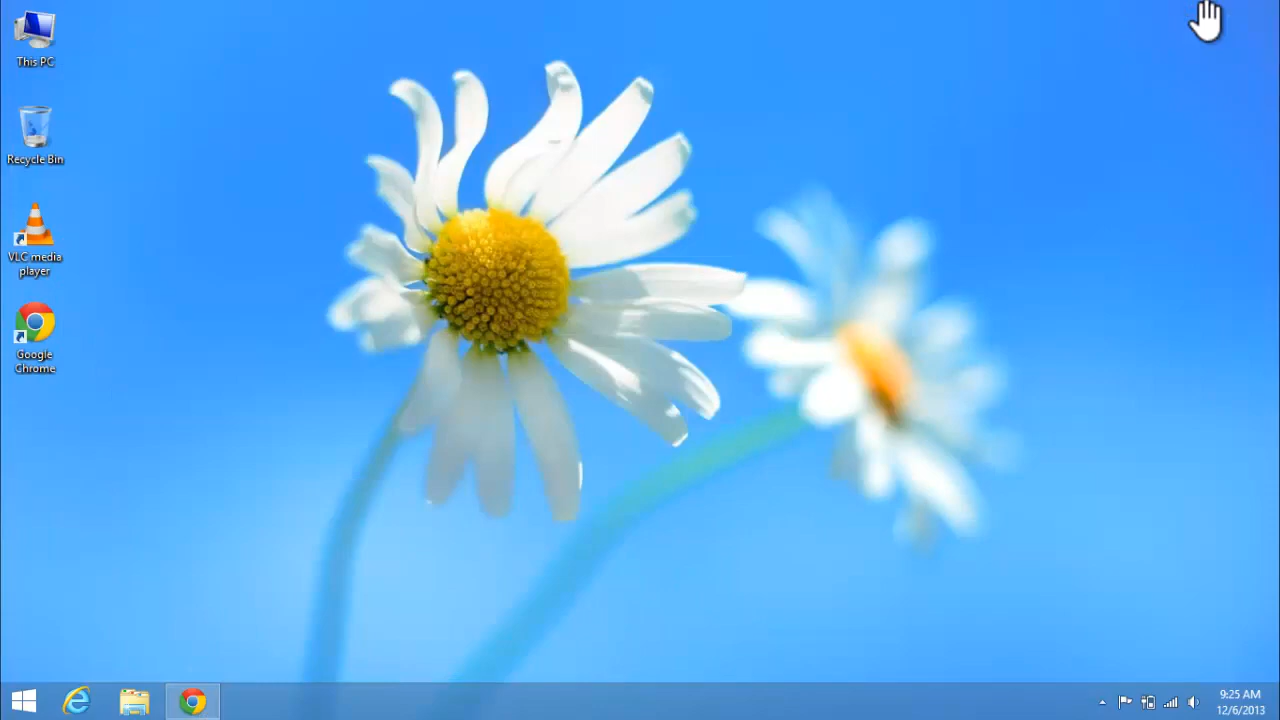 This PC
Recycle Bin
VLC media
player
Google
Chrome
9:25 AM
12/6/2013